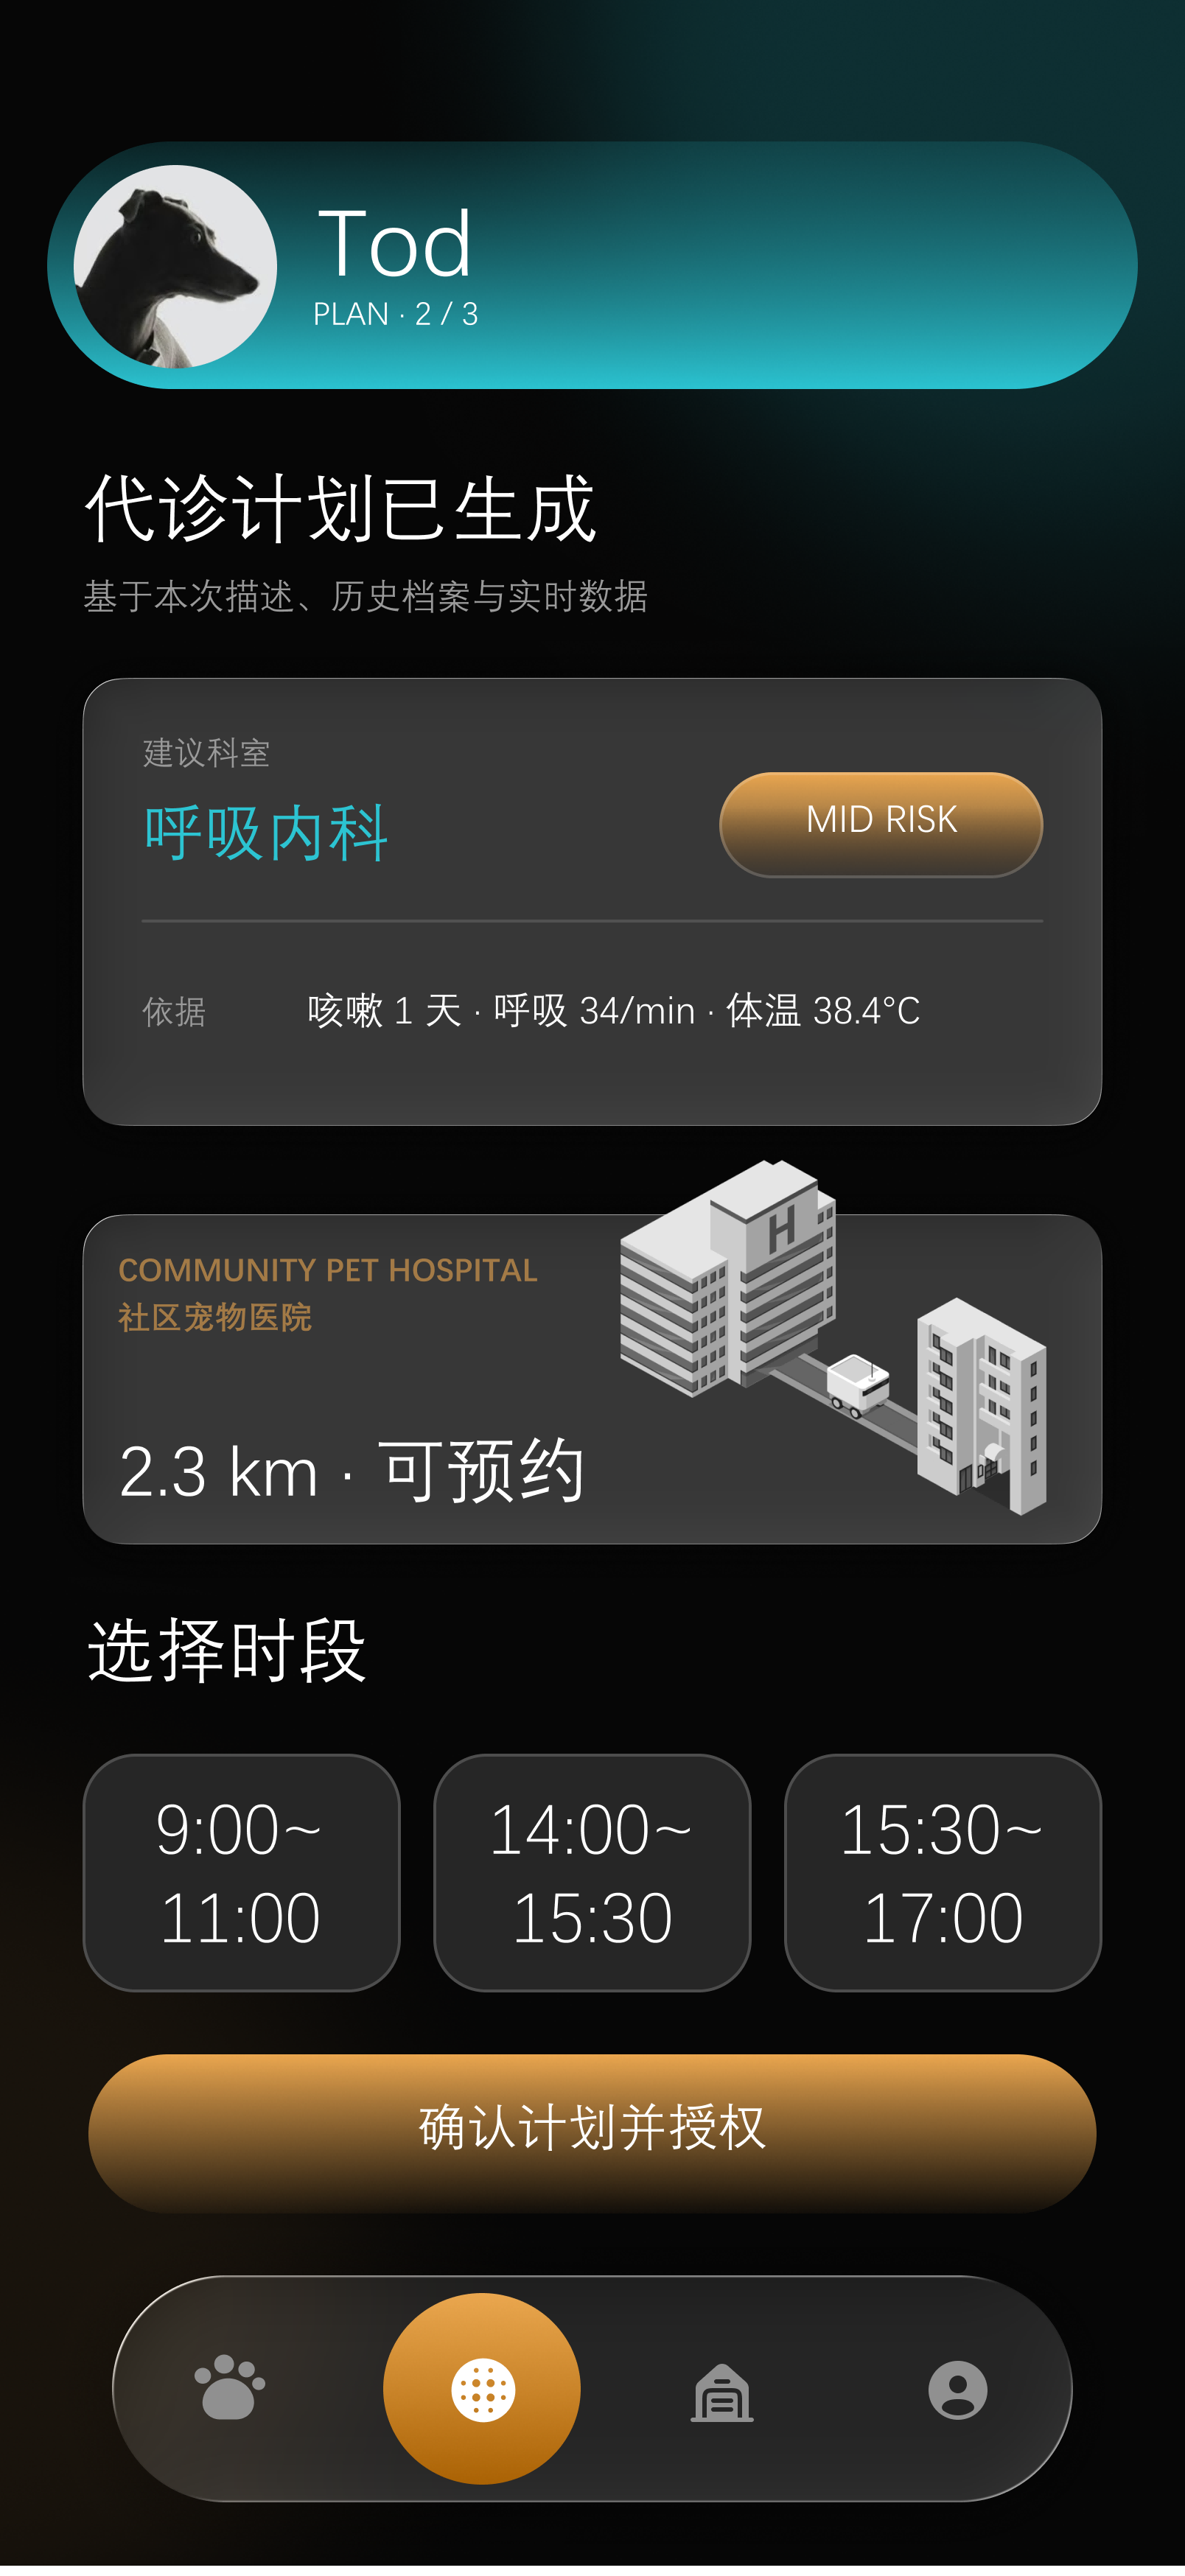 Tod
PLAN · 2 / 3
代诊计划已生成
基于本次描述、历史档案与实时数据
建议科室
呼吸内科
MID RISK
依据 咳嗽 1 天 · 呼吸 34/min · 体温 38.4°C
H
COMMUNITY PET HOSPITAL
社区宠物医院
2.3 km · 可预约
选择时段
9:00~
11:00
14:00~
15:30
15:30~
17:00
确认计划并授权